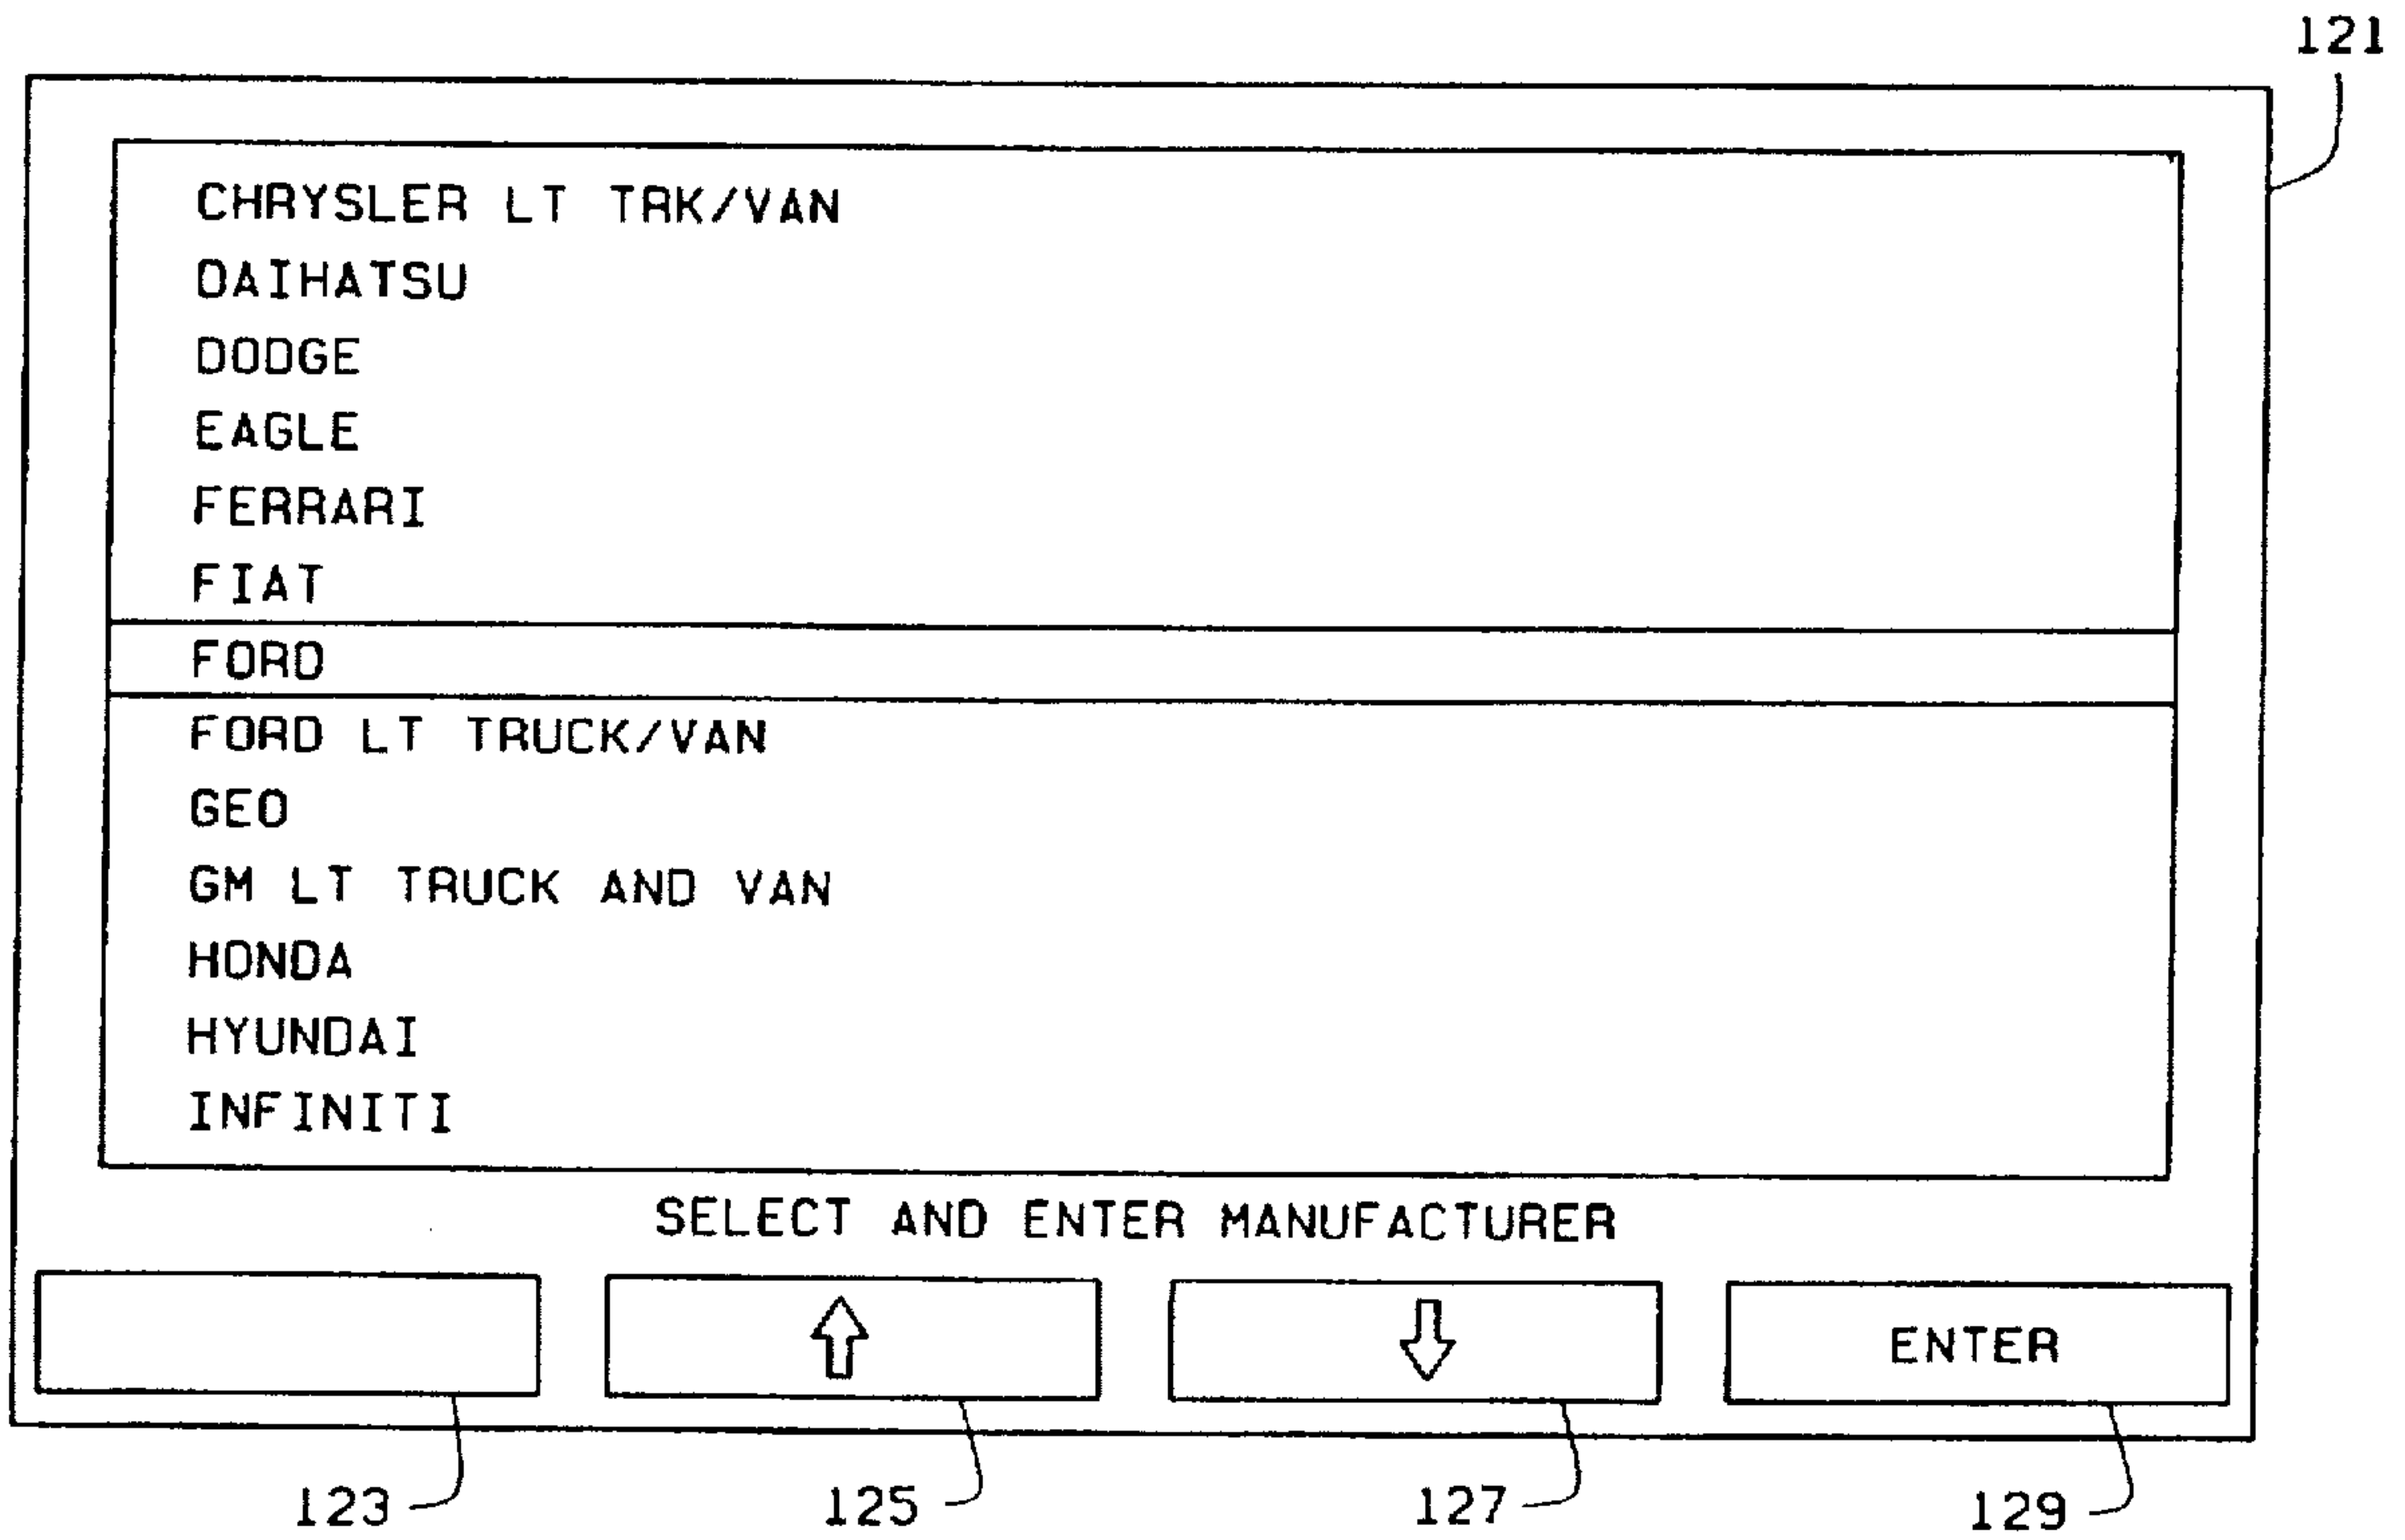 121
CHRYSLER LT TRK/VAN
DAIHATSU
DODGE
EAGLE
FERRARI
FIAT
FORD
FORD LT TRUCK/VAN
GEO
GM LT TRUCK AND VAN
HONDA
HYUNDAI
INFINITI
SELECT AND ENTER MANUFACTURER
ENTER
123 125 127 129